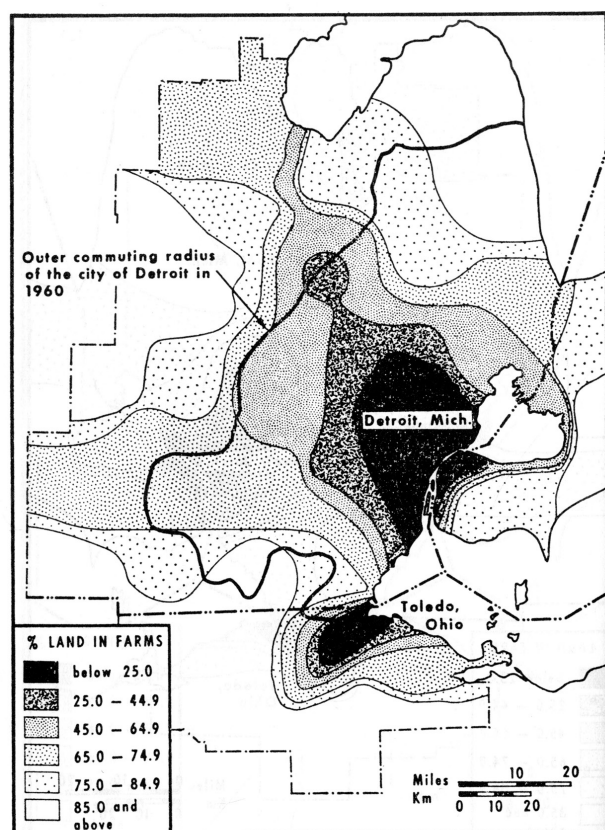 Outer commuting radius
of the city of Detroit in
1960
Detroit, Mich.
Toledo,
Ohio
% LAND IN FARMS
below 25.0
25.0 – 44.9
45.0 – 64.9
65.0 – 74.9
75.0 – 84.9
85.0 and
above
Miles 10 20
Km 0 10 20